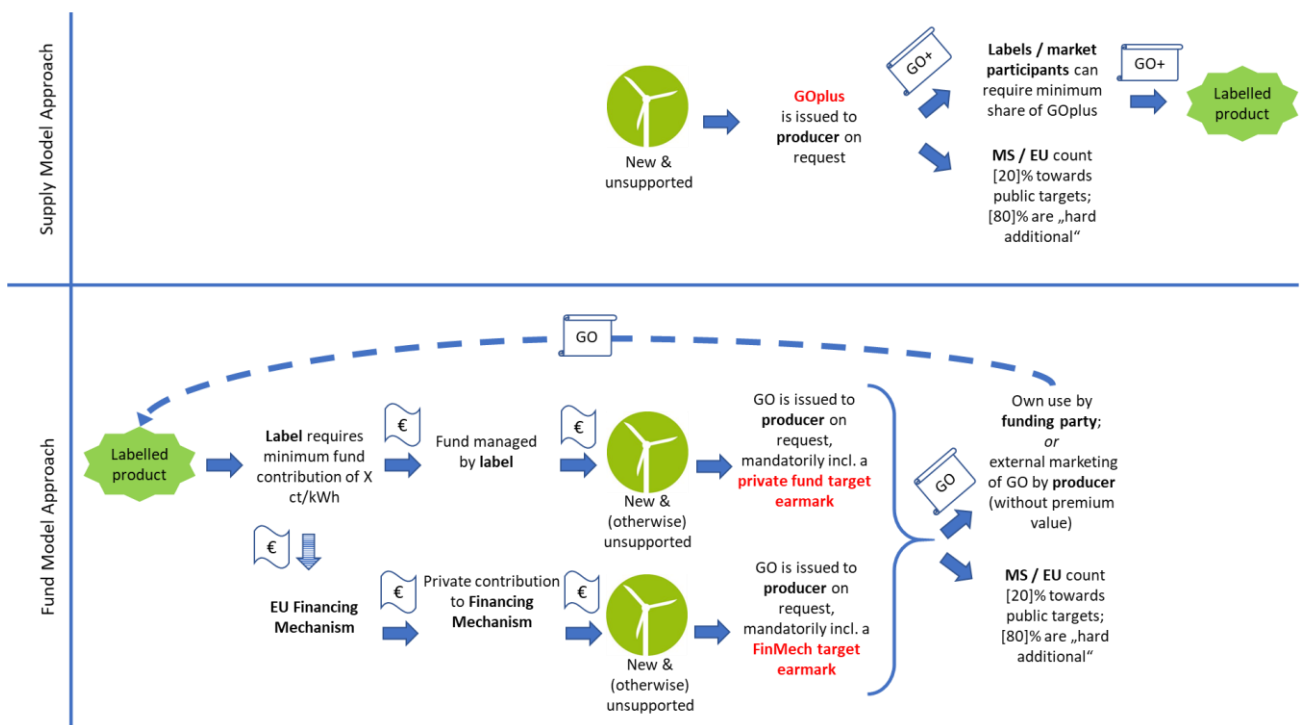 Supply Model Approach
New &
unsupported
GOplus
is issued to
producer on
request
GO+
Labels / market
participants can
require minimum
share of GOplus
GO+
Labelled
product
MS / EU count
[20]% towards
public targets;
[80]% are „hard
additional“
Fund Model Approach
GO
Labelled
product
Label requires
minimum fund
contribution of X
ct/kWh
€
Fund managed
by label
€
New &
(otherwise)
unsupported
GO is issued to
producer on
request,
mandatorily incl. a
private fund target
earmark
€
EU Financing
Mechanism
€
Private contribution
to Financing
Mechanism
€
New &
(otherwise)
unsupported
GO is issued to
producer on
request,
mandatorily incl. a
FinMech target
earmark
GO
Own use by
funding party;
or
external marketing
of GO by producer
(without premium
value)
MS / EU count
[20]% towards
public targets;
[80]% are „hard
additional“